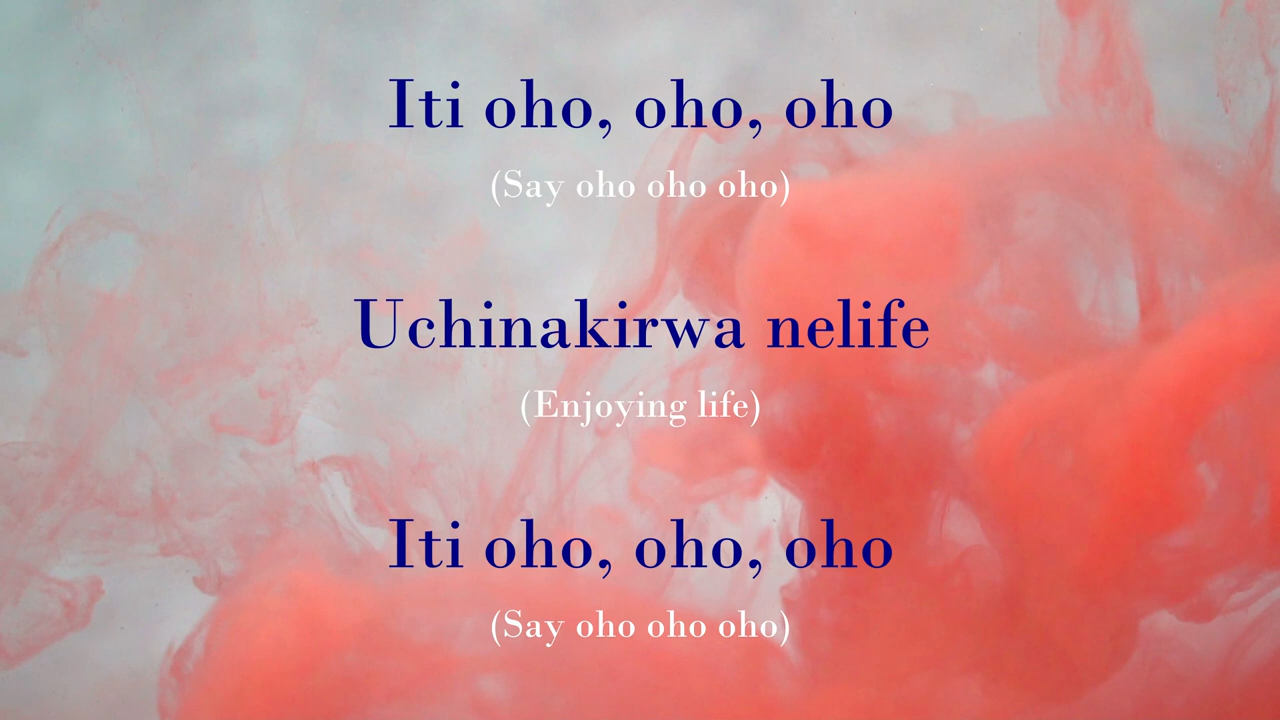 Iti oho, oho, oho
(Say oho oho oho)
Uchinakirwa nelife
(Enjoying life)
Iti oho, oho, oho
(Say oho oho oho)